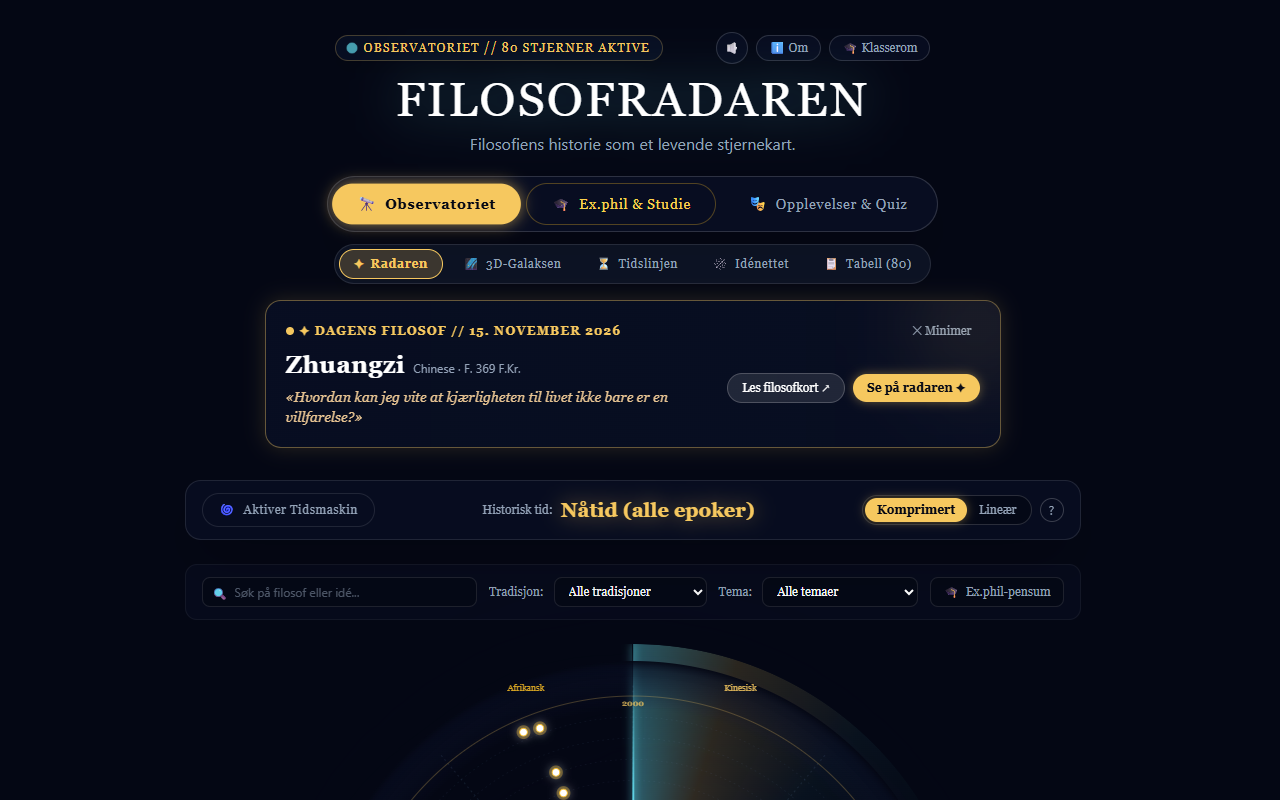 OBSERVATORIET // 80 STJERNER AKTIVE
Om
Klasserom
FILOSOFRADAREN
Filosofiens historie som et levende stjernekart.
Observatoriet
Ex.phil & Studie
Opplevelser & Quiz
✦ Radaren
3D-Galaksen
Tidslinjen
Idénettet
Tabell (80)
✦ DAGENS FILOSOF // 15. NOVEMBER 2026
✕ Minimer
Zhuangzi Chinese · F. 369 F.Kr.
«Hvordan kan jeg vite at kjærligheten til livet ikke bare er en
villfarelse?»
Les filosofkort ↗
Se på radaren ✦
Aktiver Tidsmaskin
Historisk tid: Nåtid (alle epoker)
Komprimert
Lineær
?
Søk på filosof eller idé...
Tradisjon: Alle tradisjoner
Tema: Alle temaer
Ex.phil-pensum
Afrikansk
Kinesisk
2000